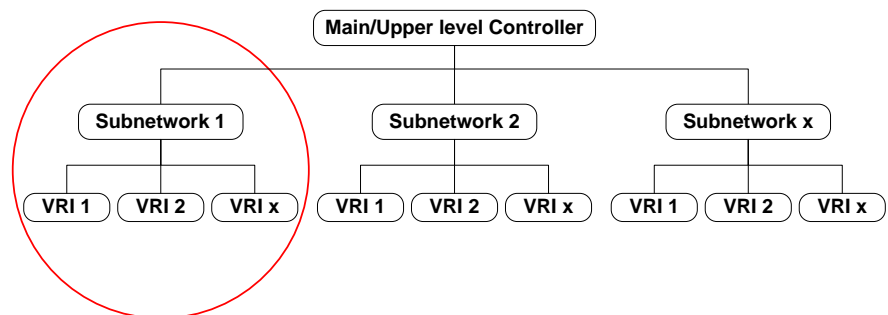 Main/Upper level Controller
Subnetwork 1
Subnetwork 2
Subnetwork x
VRI 1
VRI 2
VRI x
VRI 1
VRI 2
VRI x
VRI 1
VRI 2
VRI x